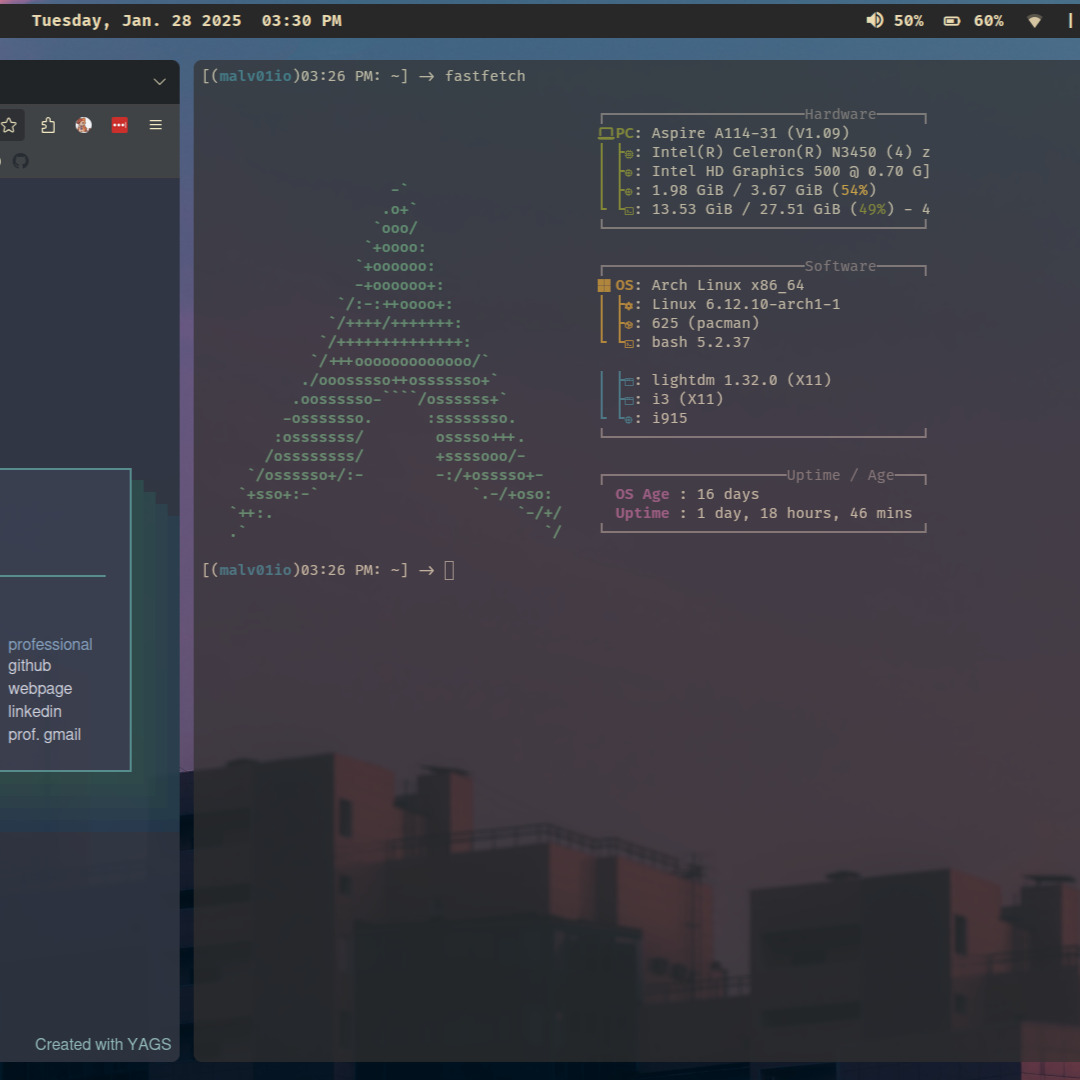 Tuesday, Jan. 28 2025  03:30 PM
50%  60%  |
[(malv01io)03:26 PM: ~] → fastfetch
Hardware
PC: Aspire A114-31 (V1.09)
: Intel(R) Celeron(R) N3450 (4) z
: Intel HD Graphics 500 @ 0.70 G]
: 1.98 GiB / 3.67 GiB (54%)
: 13.53 GiB / 27.51 GiB (49%) - 4
Software
OS: Arch Linux x86_64
: Linux 6.12.10-arch1-1
: 625 (pacman)
: bash 5.2.37
: lightdm 1.32.0 (X11)
: i3 (X11)
: i915
Uptime / Age
OS Age : 16 days
Uptime : 1 day, 18 hours, 46 mins
-`
.o+`
`ooo/
`+oooo:
`+oooooo:
-+oooooo+:
`/:-:++oooo+:
`/++++/+++++++:
`/++++++++++++++:
`/+++ooooooooooooo/`
./ooosssso++osssssso+`
.oossssso-````/ossssss+`
-osssssso.      :ssssssso.
:osssssss/        osssso+++.
/ossssssss/        +ssssooo/-
`/ossssso+/:-        -:/+osssso+-
`+sso+:-`                 `.-/+oso:
`++:.                           `-/+/
.`                                 `/
[(malv01io)03:26 PM: ~] →
professional
github
webpage
linkedin
prof. gmail
Created with YAGS